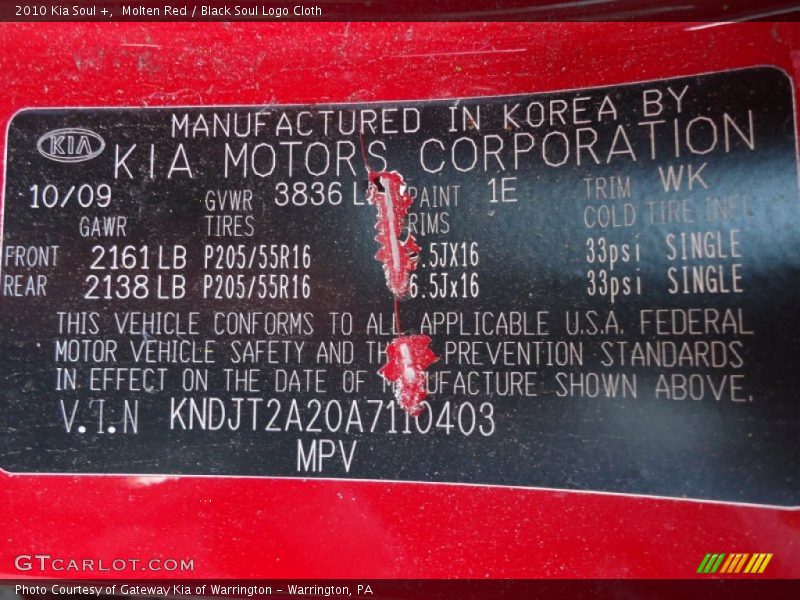 2010 Kia Soul +, Molten Red / Black Soul Logo Cloth
KIA MANUFACTURED IN KOREA BY
KIA MOTORS CORPORATION
10/09 GVWR 3836 PAINT 1E TRIM WK
GAWR TIRES RIMS COLD TIRE INFL
FRONT 2161 LB P205/55R16 .5JX16 33psi SINGLE
REAR 2138 LB P205/55R16 6.5Jx16 33psi SINGLE
THIS VEHICLE CONFORMS TO ALL APPLICABLE U.S.A. FEDERAL
MOTOR VEHICLE SAFETY AND PREVENTION STANDARDS
IN EFFECT ON THE DATE OF MANUFACTURE SHOWN ABOVE.
V.I.N KNDJT2A20A7110403
MPV
GTCARLOT.COM
Photo Courtesy of Gateway Kia of Warrington - Warrington, PA